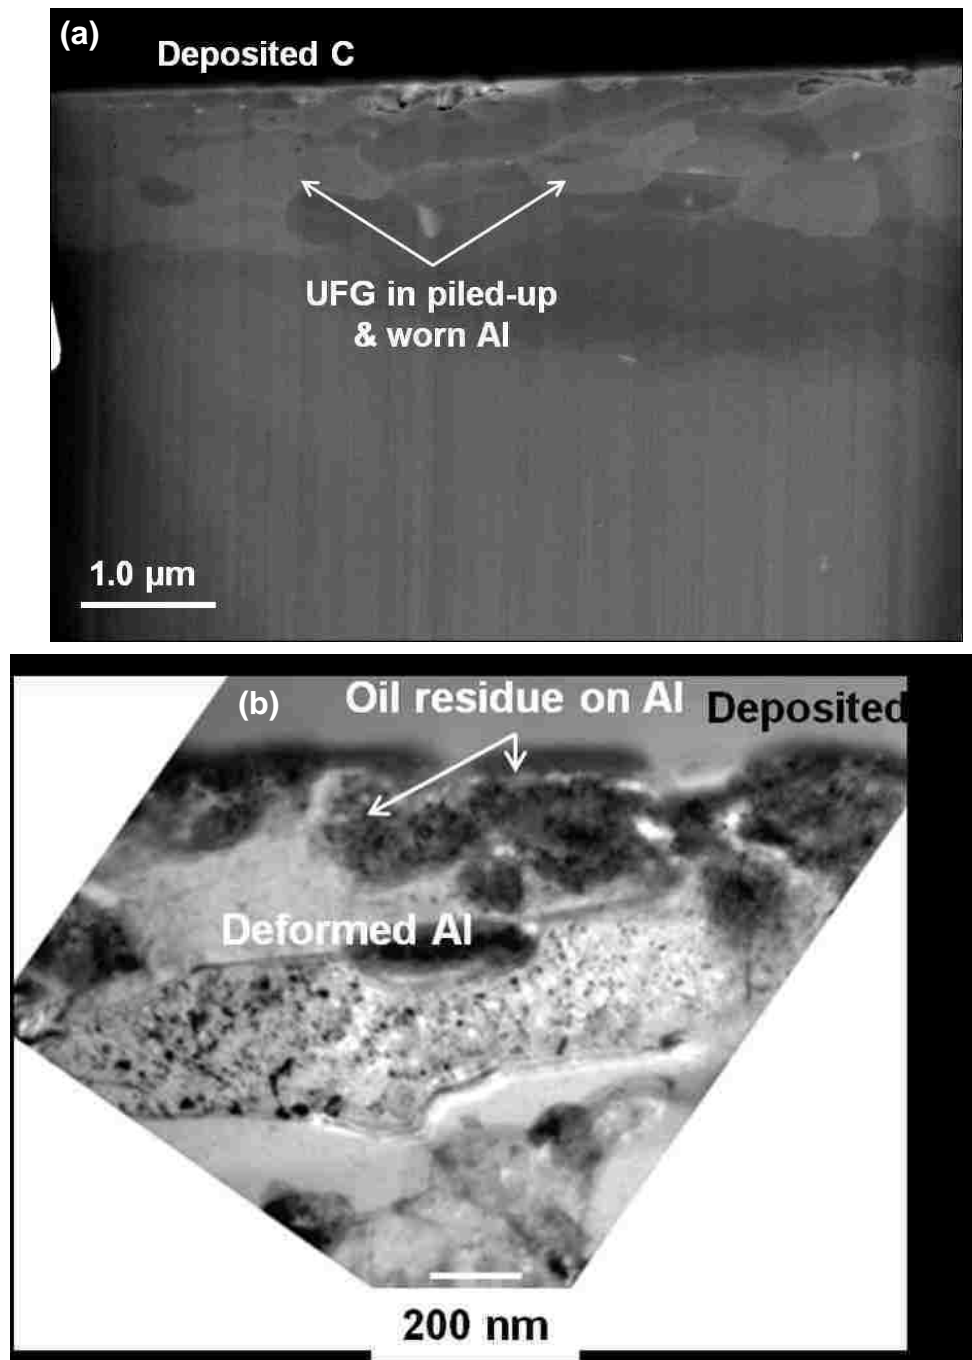 (a)
Deposited C
UFG in piled-up
& worn Al
1.0 µm
(b)
Oil residue on Al
Deposited
Deformed Al
200 nm